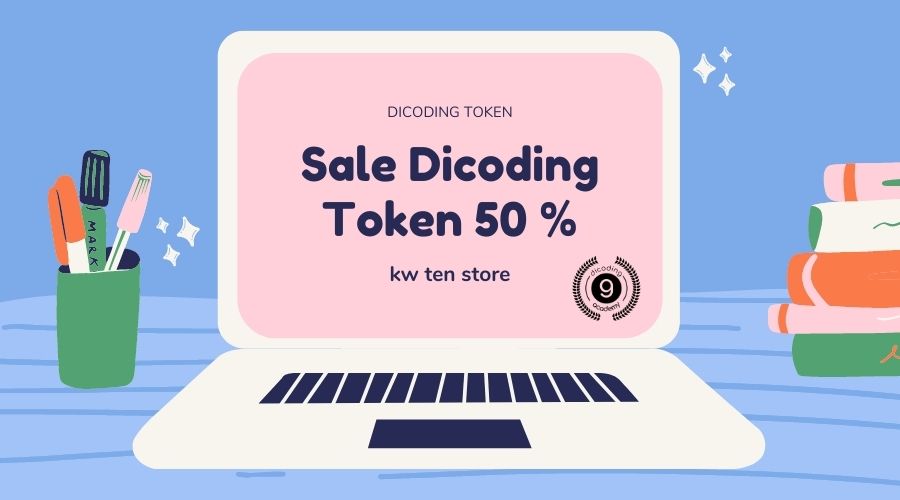 DICODING TOKEN
Sale Dicoding
Token 50 %
kw ten store
dicoding
9
academy
MARK